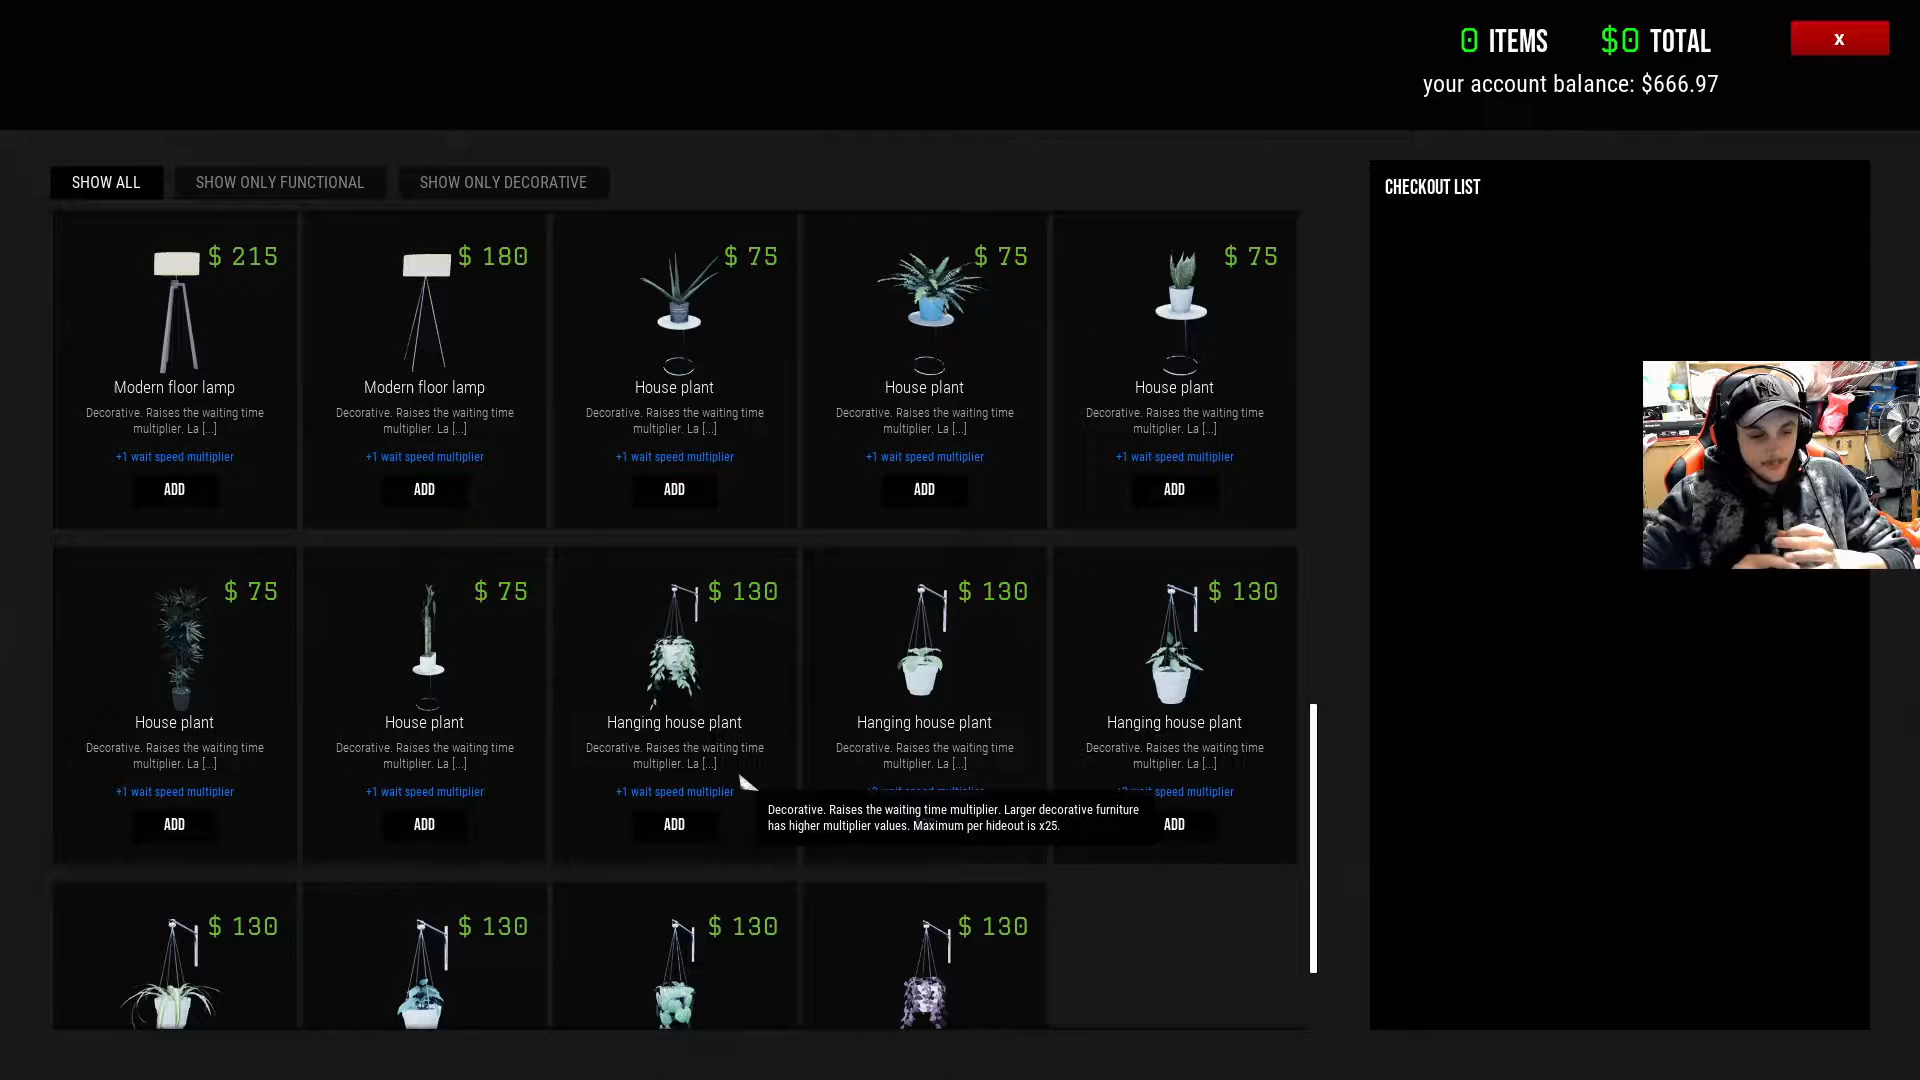 0 ITEMS $0 TOTAL
X
your account balance: $666.97
SHOW ALL SHOW ONLY FUNCTIONAL SHOW ONLY DECORATIVE
CHECKOUT LIST
$ 215 $ 180 $ 75 $ 75 $ 75
Modern floor lamp Modern floor lamp House plant House plant House plant
Decorative. Raises the waiting time Decorative. Raises the waiting time Decorative. Raises the waiting time Decorative. Raises the waiting time Decorative. Raises the waiting time
multiplier. La [...] multiplier. La [...] multiplier. La [...] multiplier. La [...] multiplier. La [...]
+1 wait speed multiplier +1 wait speed multiplier +1 wait speed multiplier +1 wait speed multiplier +1 wait speed multiplier
ADD ADD ADD ADD ADD
$ 75 $ 75 $ 130 $ 130 $ 130
House plant House plant Hanging house plant Hanging house plant Hanging house plant
Decorative. Raises the waiting time Decorative. Raises the waiting time Decorative. Raises the waiting time Decorative. Raises the waiting time Decorative. Raises the waiting time
multiplier. La [...] multiplier. La [...] multiplier. La [...] multiplier. La [...] multiplier. La [...]
+1 wait speed multiplier +1 wait speed multiplier +1 wait speed multiplier wait speed multiplier
Decorative. Raises the waiting time multiplier. Larger decorative furniture
has higher multiplier values. Maximum per hideout is x25.
ADD ADD ADD ADD
$ 130 $ 130 $ 130 $ 130